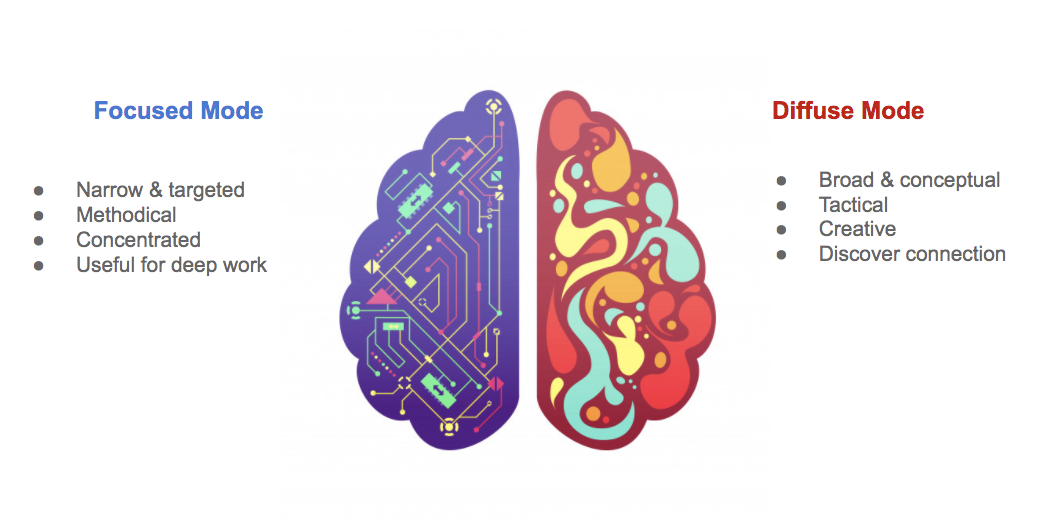 Focused Mode
● Narrow & targeted
● Methodical
● Concentrated
● Useful for deep work
Diffuse Mode
● Broad & conceptual
● Tactical
● Creative
● Discover connection